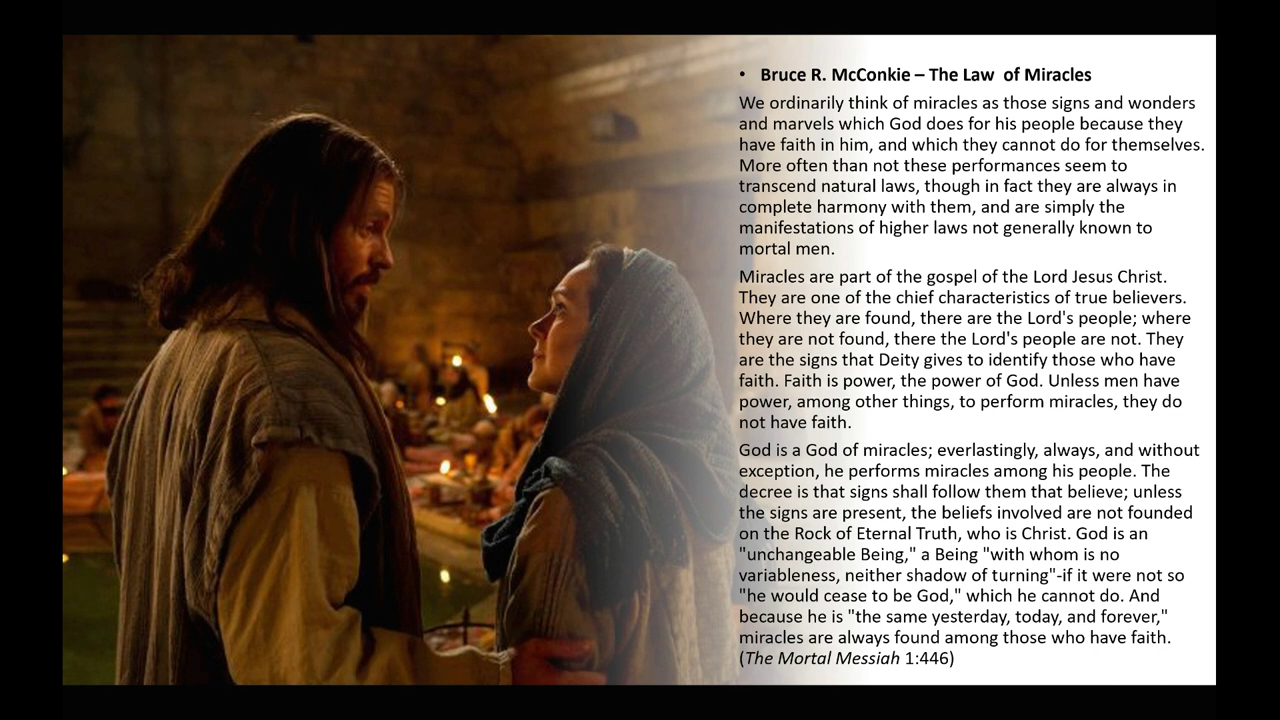 • Bruce R. McConkie – The Law  of Miracles
We ordinarily think of miracles as those signs and wonders
and marvels which God does for his people because they
have faith in him, and which they cannot do for themselves.
More often than not these performances seem to
transcend natural laws, though in fact they are always in
complete harmony with them, and are simply the
manifestations of higher laws not generally known to
mortal men.
Miracles are part of the gospel of the Lord Jesus Christ.
They are one of the chief characteristics of true believers.
Where they are found, there are the Lord's people; where
they are not found, there the Lord's people are not. They
are the signs that Deity gives to identify those who have
faith. Faith is power, the power of God. Unless men have
power, among other things, to perform miracles, they do
not have faith.
God is a God of miracles; everlastingly, always, and without
exception, he performs miracles among his people. The
decree is that signs shall follow them that believe; unless
the signs are present, the beliefs involved are not founded
on the Rock of Eternal Truth, who is Christ. God is an
"unchangeable Being," a Being "with whom is no
variableness, neither shadow of turning"-if it were not so
"he would cease to be God," which he cannot do. And
because he is "the same yesterday, today, and forever,"
miracles are always found among those who have faith.
(The Mortal Messiah 1:446)